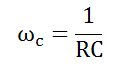 ω_c = 1/RC